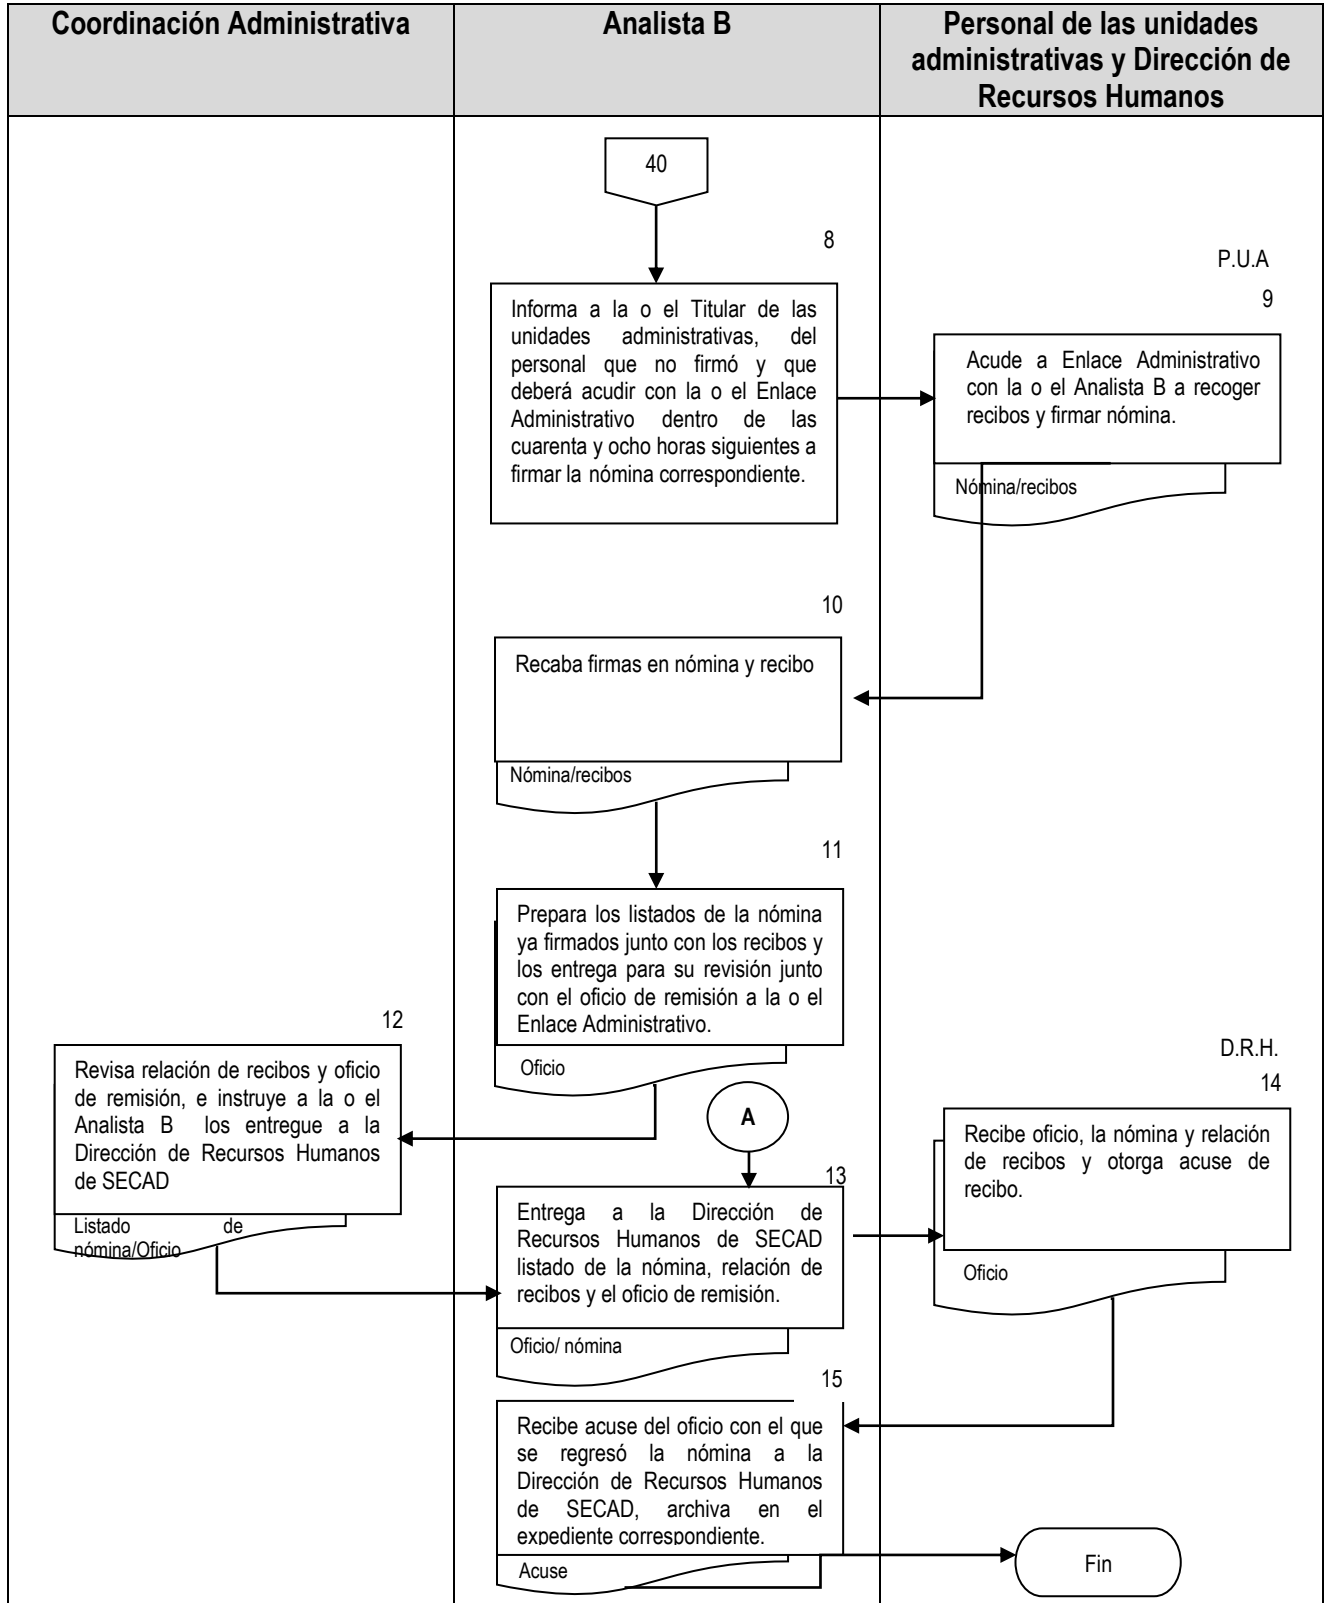 Coordinación Administrativa
Analista B
Personal de las unidades
administrativas y Dirección de
Recursos Humanos
40
8
Informa a la o el Titular de las
unidades administrativas, del
personal que no firmó y que
deberá acudir con la o el Enlace
Administrativo dentro de las
cuarenta y ocho horas siguientes a
firmar la nómina correspondiente.
P.U.A
9
Acude a Enlace Administrativo
con la o el Analista B a recoger
recibos y firmar nómina.
Nómina/recibos
10
Recaba firmas en nómina y recibo
Nómina/recibos
11
Prepara los listados de la nómina
ya firmados junto con los recibos y
los entrega para su revisión junto
con el oficio de remisión a la o el
Enlace Administrativo.
Oficio
12
Revisa relación de recibos y oficio
de remisión, e instruye a la o el
Analista B los entregue a la
Dirección de Recursos Humanos
de SECAD
Listado de
nómina/Oficio
A
13
Entrega a la Dirección de
Recursos Humanos de SECAD
listado de la nómina, relación de
recibos y el oficio de remisión.
Oficio/ nómina
D.R.H.
14
Recibe oficio, la nómina y relación
de recibos y otorga acuse de
recibo.
Oficio
15
Recibe acuse del oficio con el que
se regresó la nómina a la
Dirección de Recursos Humanos
de SECAD, archiva en el
expediente correspondiente.
Acuse
Fin